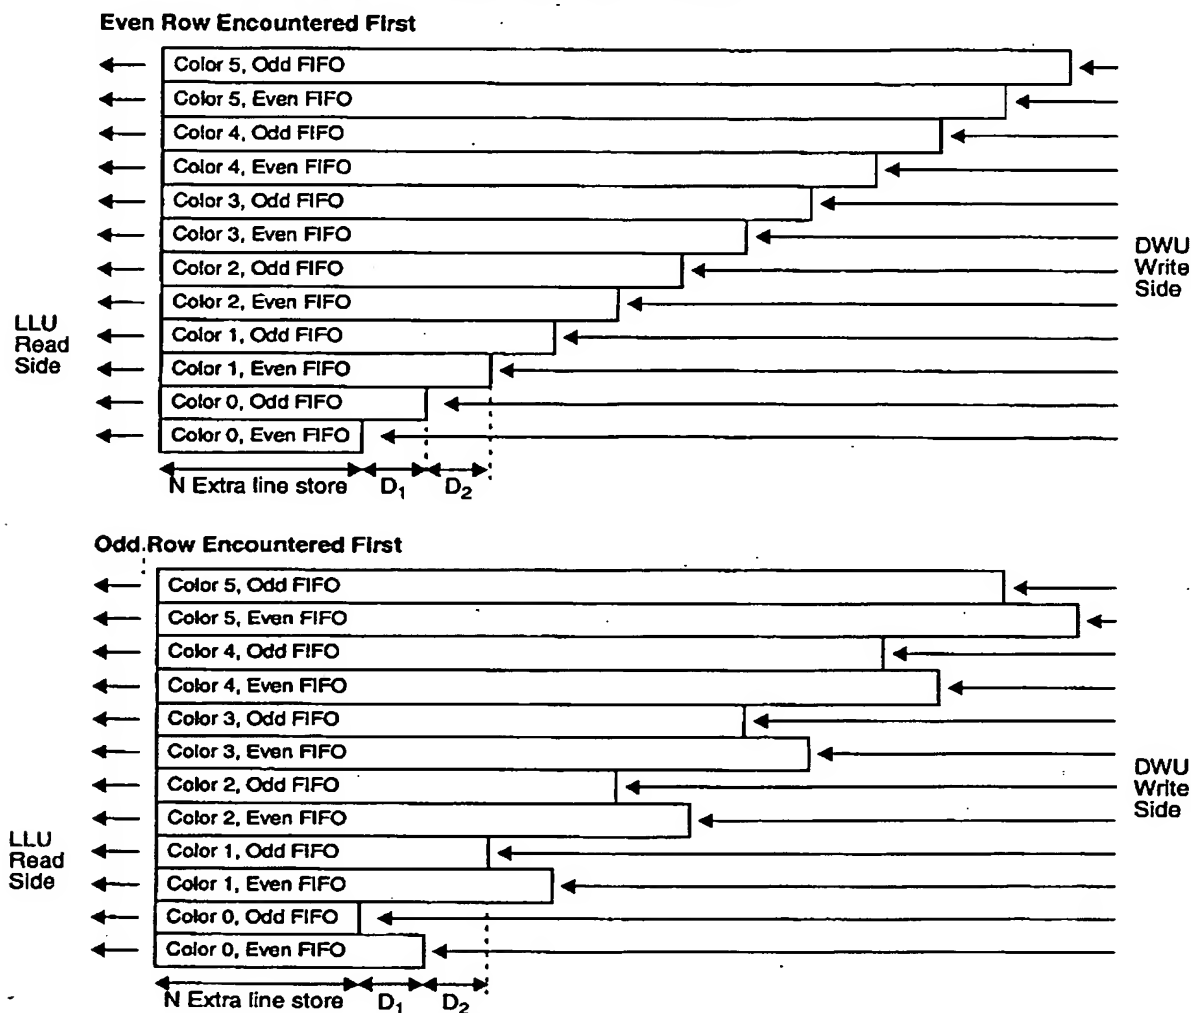 Even Row Encountered First
Color 5, Odd FIFO
Color 5, Even FIFO
Color 4, Odd FIFO
Color 4, Even FIFO
Color 3, Odd FIFO
Color 3, Even FIFO
Color 2, Odd FIFO
Color 2, Even FIFO
Color 1, Odd FIFO
Color 1, Even FIFO
Color 0, Odd FIFO
Color 0, Even FIFO
LLU
Read
Side
DWU
Write
Side
N Extra line store D₁ D₂
Odd Row Encountered First
Color 5, Odd FIFO
Color 5, Even FIFO
Color 4, Odd FIFO
Color 4, Even FIFO
Color 3, Odd FIFO
Color 3, Even FIFO
Color 2, Odd FIFO
Color 2, Even FIFO
Color 1, Odd FIFO
Color 1, Even FIFO
Color 0, Odd FIFO
Color 0, Even FIFO
LLU
Read
Side
DWU
Write
Side
N Extra line store D₁ D₂